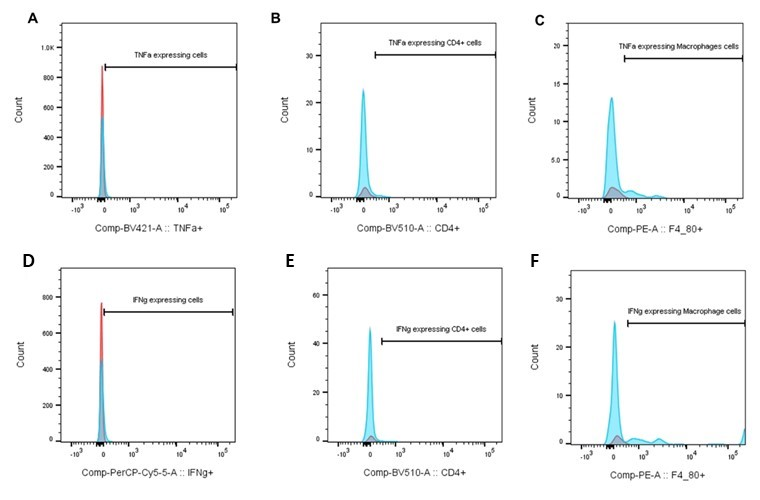 A
TNFa expressing cells
1.0K
800
600
400
200
0
Count
-10³ 0 10³ 10⁴ 10⁵
Comp-BV421-A :: TNFa+
B
TNFa expressing CD4+ cells
30
20
10
0
Count
-10³ 0 10³ 10⁴ 10⁵
Comp-BV510-A :: CD4+
C
TNFa expressing Macrophages cells
20
15
10
5.0
0
Count
-10³ 0 10³ 10⁴ 10⁵
Comp-PE-A :: F4_80+
D
IFNg expressing cells
800
600
400
200
0
Count
-10³ 0 10³ 10⁴ 10⁵
Comp-PerCP-Cy5-5-A :: IFNg+
E
IFNg expressing CD4+ cells
60
40
20
0
Count
-10³ 0 10³ 10⁴ 10⁵
Comp-BV510-A :: CD4+
F
IFNg expressing Macrophage cells
30
20
10
0
Count
-10³ 0 10³ 10⁴ 10⁵
Comp-PE-A :: F4_80+